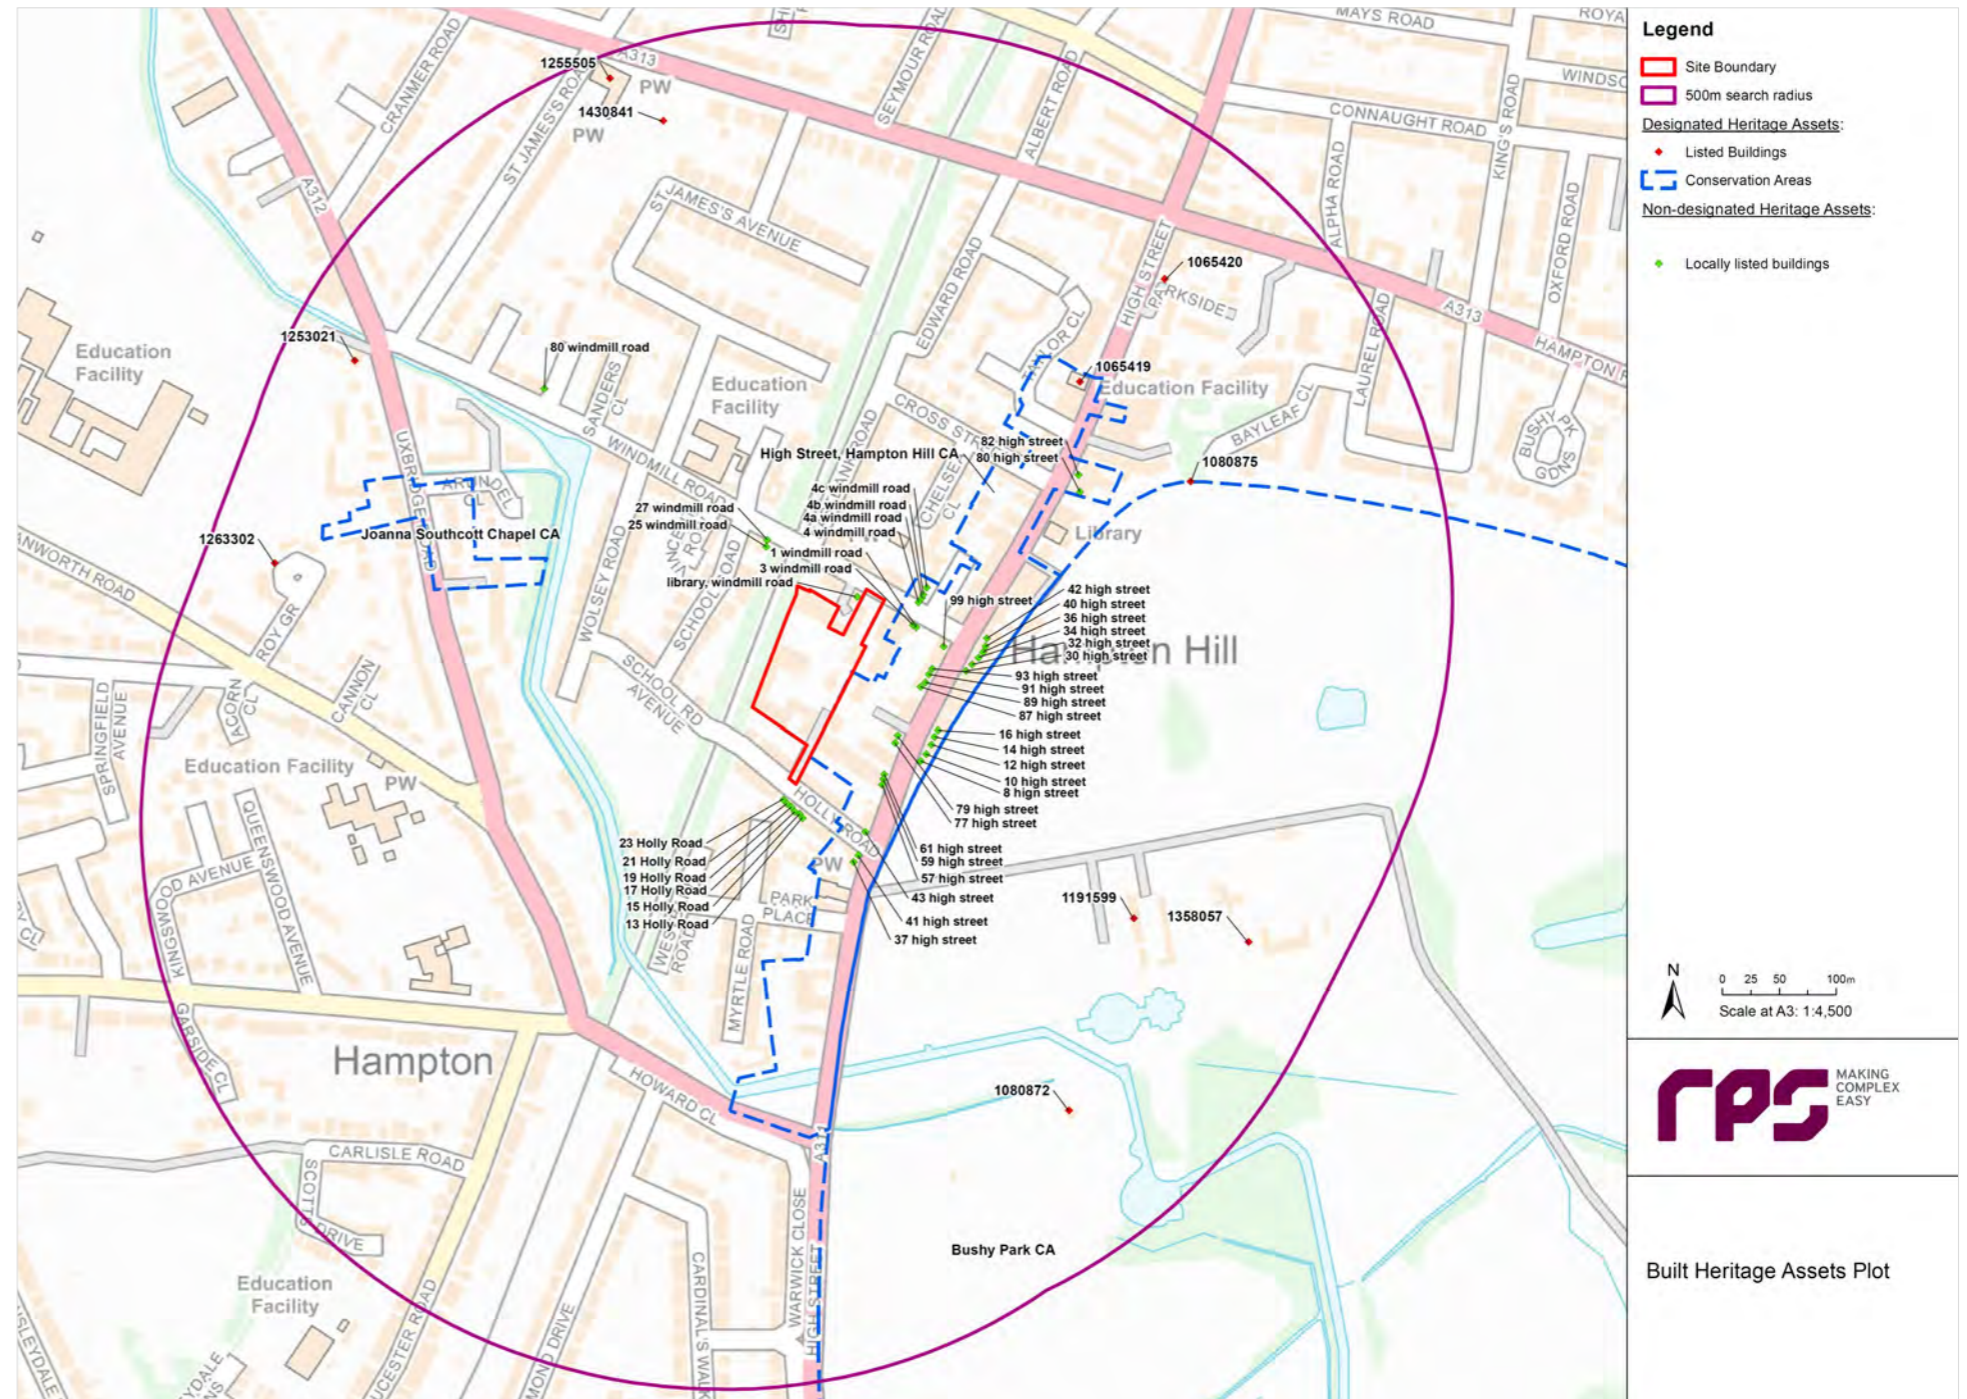 MAYS ROAD
ROYA
SHI
A313
SEYMOUR ROAD
CRANMER ROAD
1255505
PW
ST JAMES'S ROAD
ALBERT ROAD
WINDSO
1430841
PW
CONNAUGHT ROAD
KING'S ROAD
A312
ST JAMES'S AVENUE
ALPHA ROAD
OXFORD ROAD
HIGH STREET
1065420
PARKSIDE
EDWARD ROAD
A313
1253021
80 windmill road
TAYLOR CL
LAUREL ROAD
HAMPTON R
Education
Facility
SANDERS
CL
Education
Facility
1065419
Education Facility
CROSS ST
BAYLEAF CL
BUSHY PK
GDNS
UXBRIDGE ROAD
WINDMILL ROAD
82 high street
High Street, Hampton Hill CA
80 high street
1080875
ARUNDEL
CL
4c windmill road
CHELSEA
CL
27 windmill road
4b windmill road
25 windmill road
4a windmill road
4 windmill road
Library
Joanna Southcott Chapel CA
1263302
1 windmill road
ANWORTH ROAD
3 windmill road
library, windmill road
WOLSEY ROAD
SCHOOL ROAD
99 high street
42 high street
40 high street
36 high street
34 high street
32 high street
30 high street
Hampton Hill
ROY GR
SCHOOL RD
AVENUE
93 high street
91 high street
89 high street
87 high street
CANNON
CL
ACORN
CL
SPRINGFIELD
AVENUE
16 high street
14 high street
12 high street
10 high street
8 hign street
Education Facility
PW
HOLLY ROAD
79 high street
77 high street
23 Holly Road
21 Holly Road
19 Holly Road
17 Holly Road
15 Holly Road
13 Holly Road
PW
61 high street
59 high street
57 high street
43 high street
41 high street
37 high street
QUEENSWOOD AVENUE
KINGSWOOD AVENUE
PARK
PLACE
1191599
1358057
MYRTLE ROAD
GARSIDE CL
Hampton
HOWARD CL
1080872
CARLISLE ROAD
A311
SCOTTS DRIVE
WARWICK CLOSE
HIGH STREET
CARDINAL'S WALK
Bushy Park CA
Education
Facility
UCESTER ROAD
MOND DRIVE
Legend
Site Boundary
500m search radius
Designated Heritage Assets:
Listed Buildings
Conservation Areas
Non-designated Heritage Assets:
Locally listed buildings
N
0 25 50 100m
Scale at A3: 1:4,500
rps
MAKING
COMPLEX
EASY
Built Heritage Assets Plot